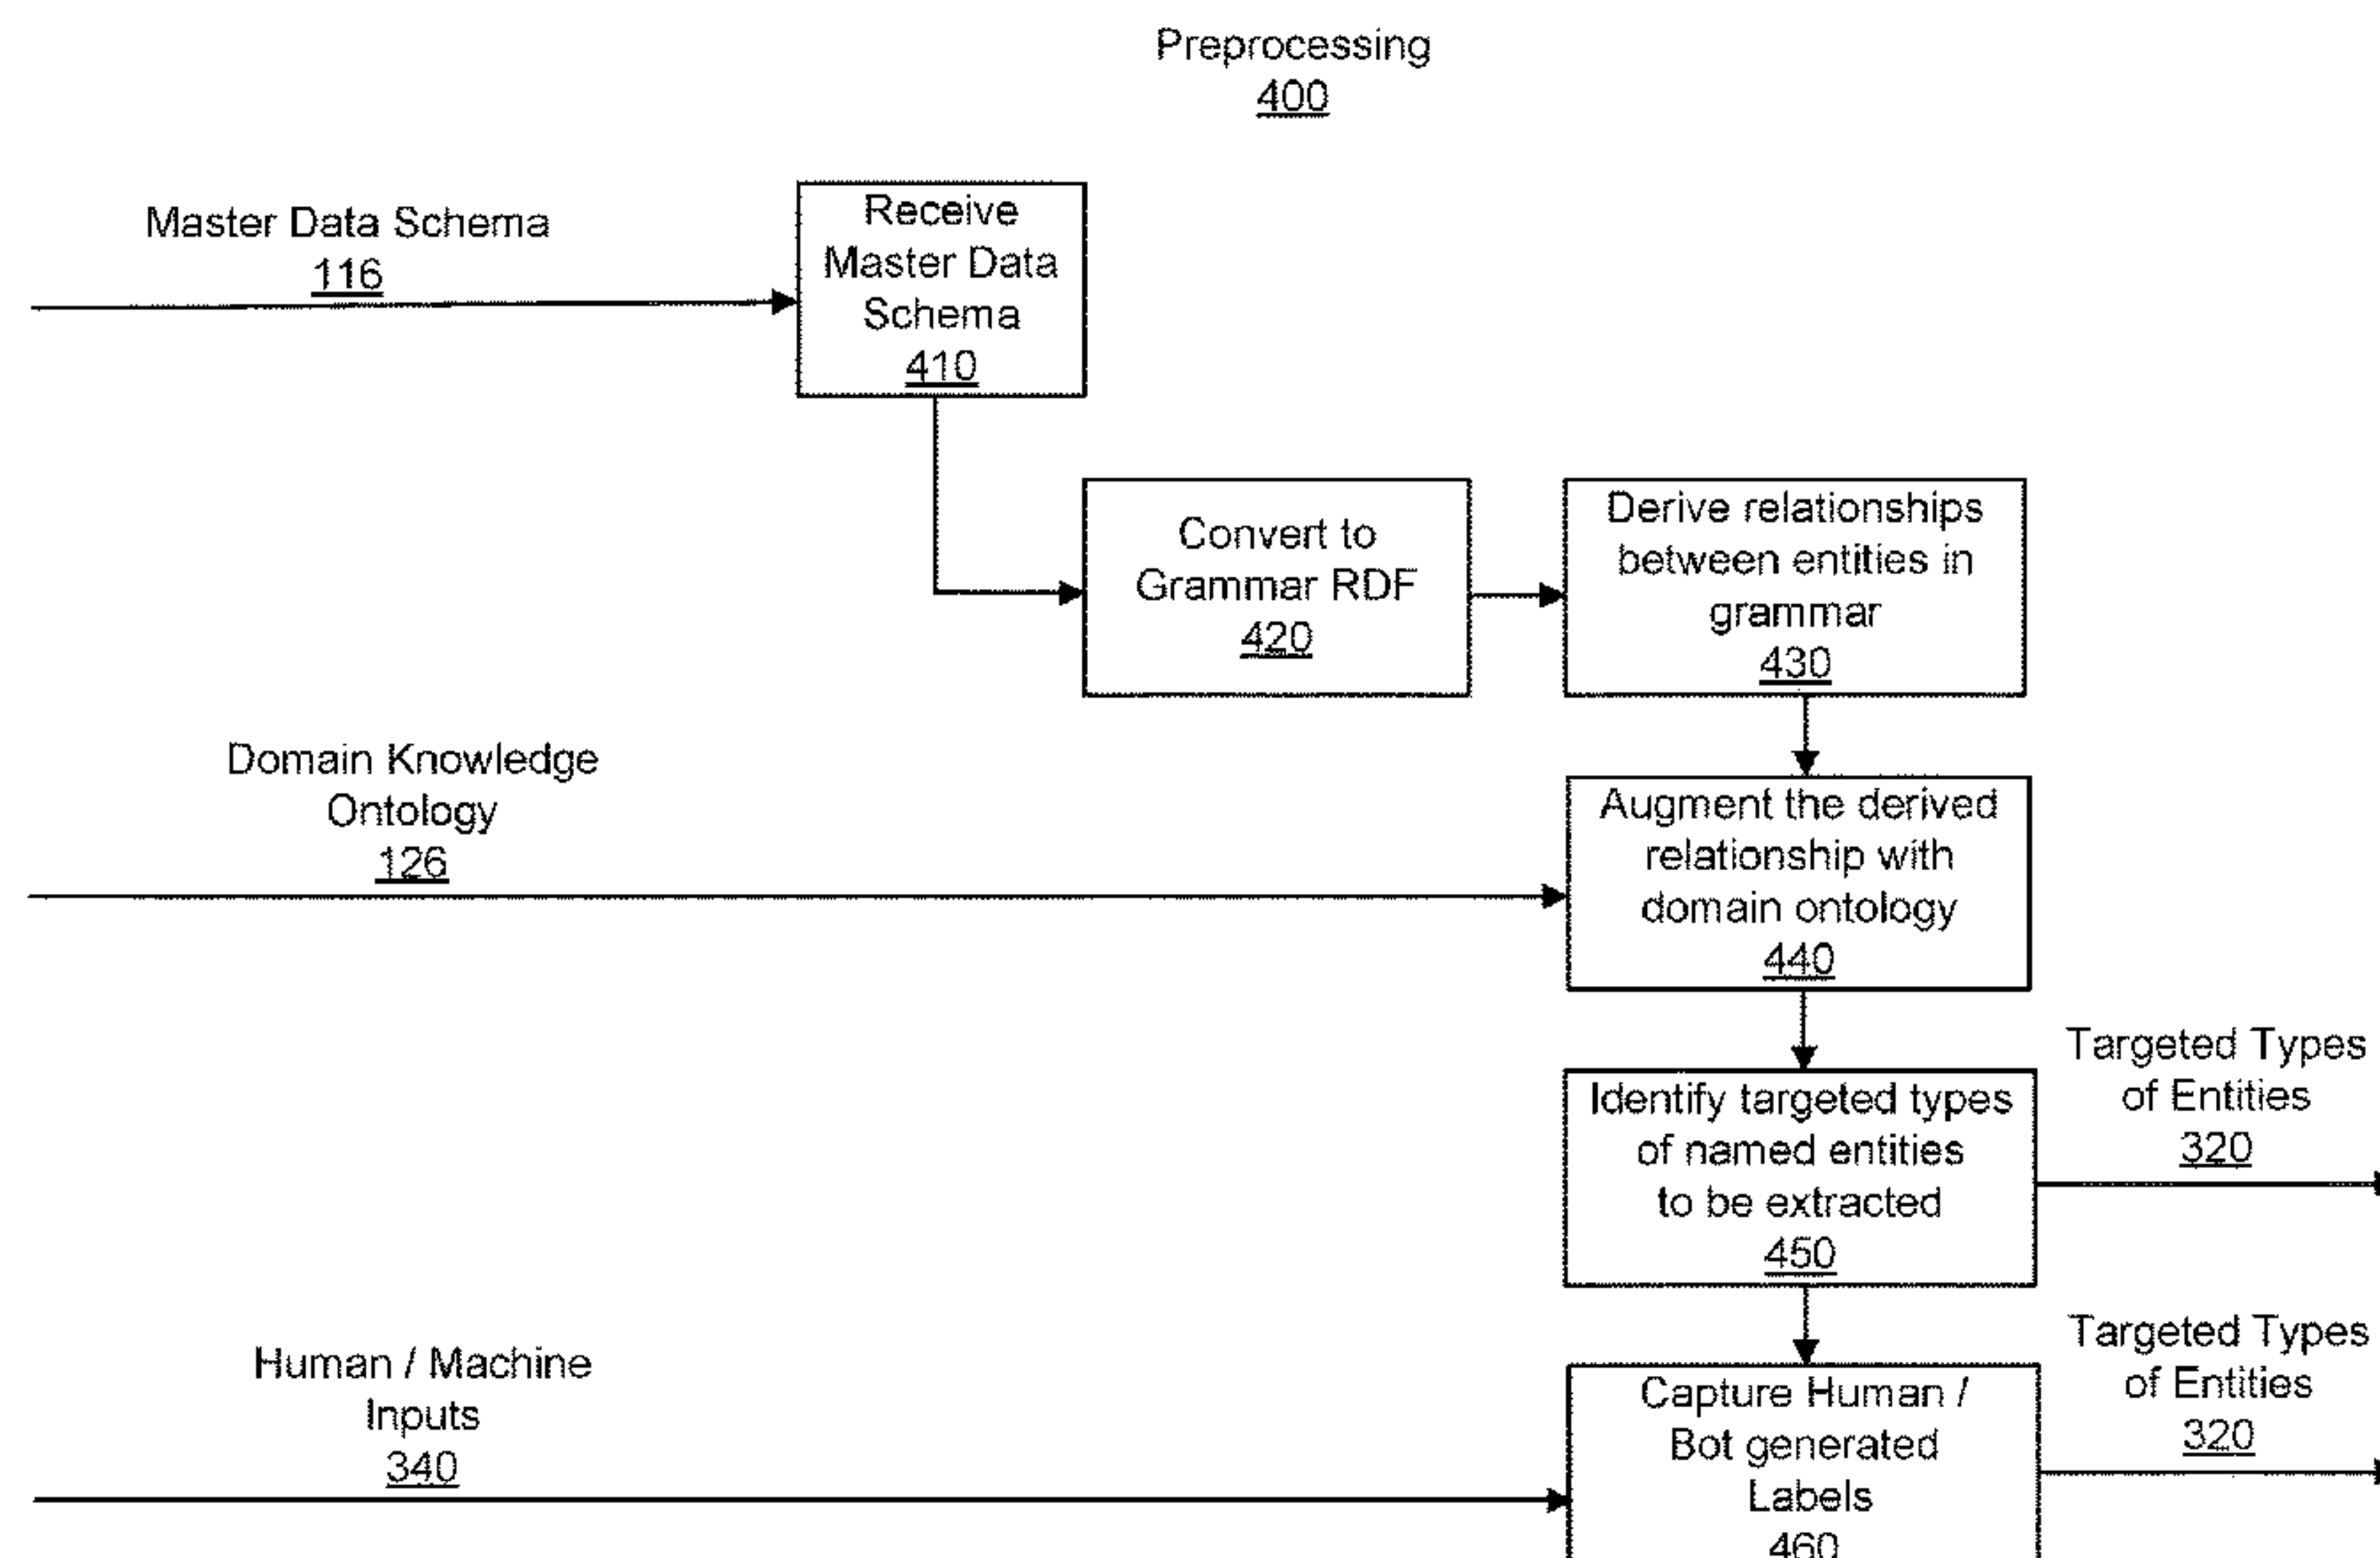 Preprocessing
400
Master Data Schema
116
Receive
Master Data
Schema
410
Convert to
Grammar RDF
420
Derive relationships
between entities in
grammar
430
Domain Knowledge
Ontology
126
Augment the derived
relationship with
domain ontology
440
Identify targeted types
of named entities
to be extracted
450
Targeted Types
of Entities
320
Human / Machine
Inputs
340
Capture Human /
Bot generated
Labels
460
Targeted Types
of Entities
320